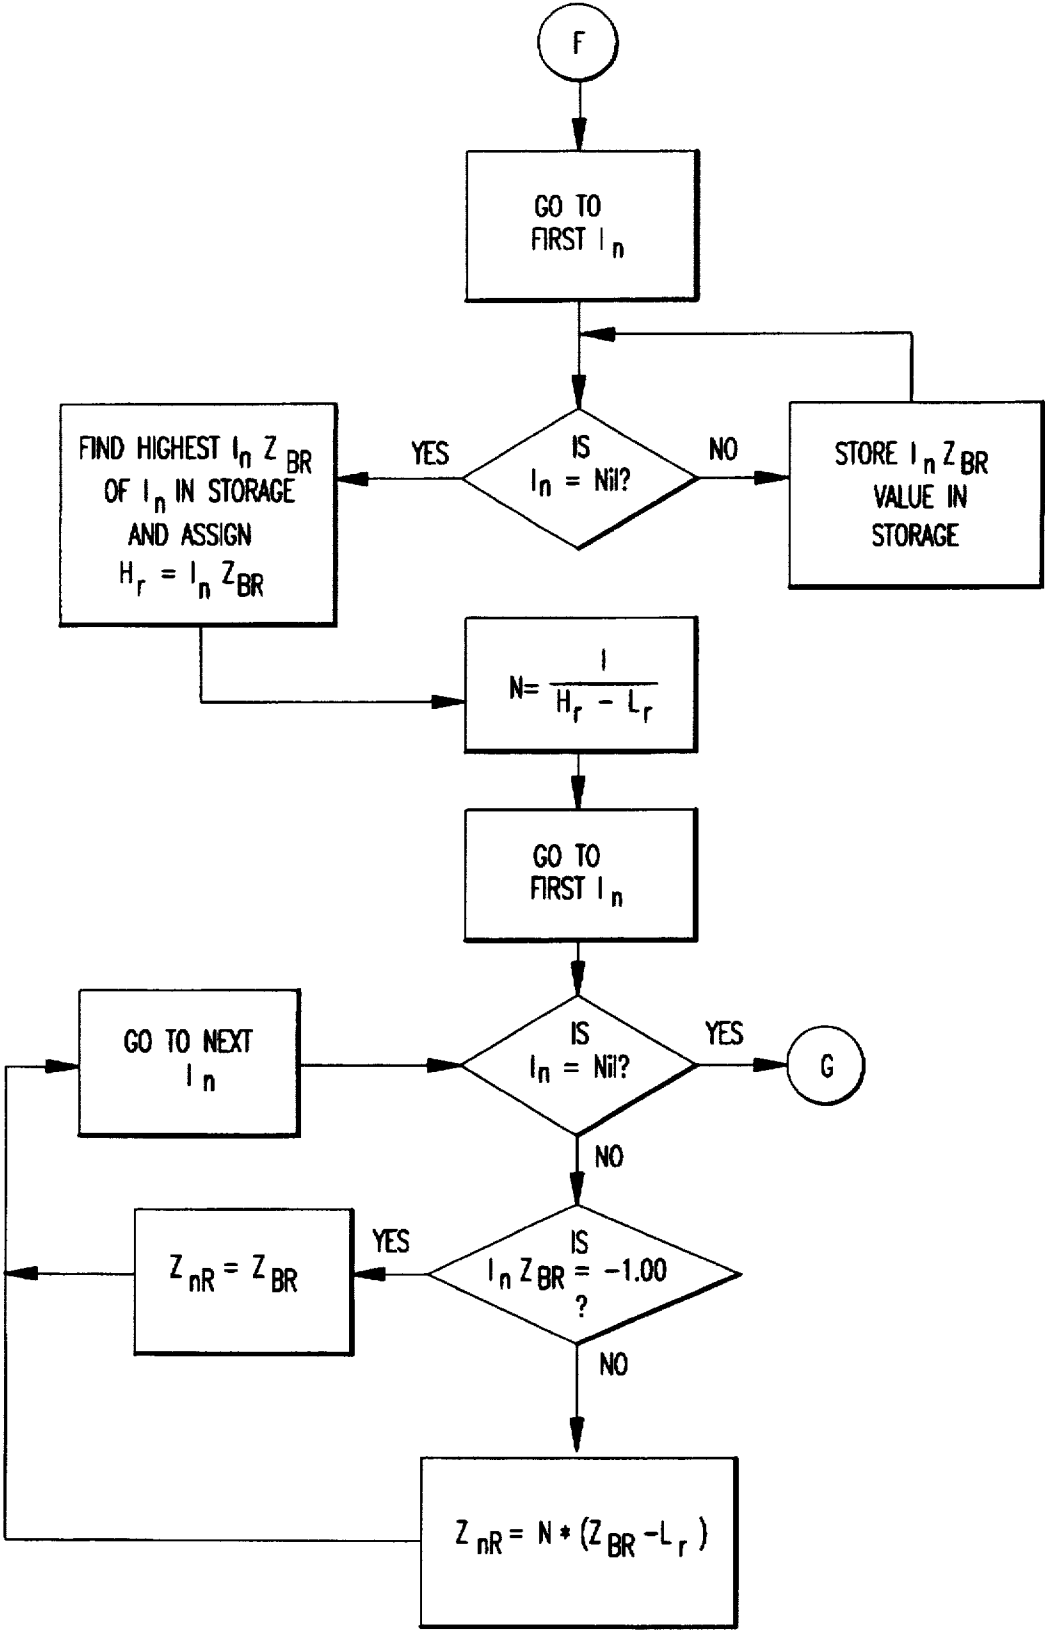 F
GO TO
FIRST I n
IS
I n = Nil?
YES
NO
FIND HIGHEST I n Z BR
OF I n IN STORAGE
AND ASSIGN
H r = I n Z BR
STORE I n Z BR
VALUE IN
STORAGE
N= I / H r - L r
GO TO
FIRST I n
GO TO NEXT
I n
IS
I n = Nil?
YES
G
NO
IS
I n Z BR = -1.00
?
YES
Z nR = Z BR
NO
Z nR = N * (Z BR - L r )